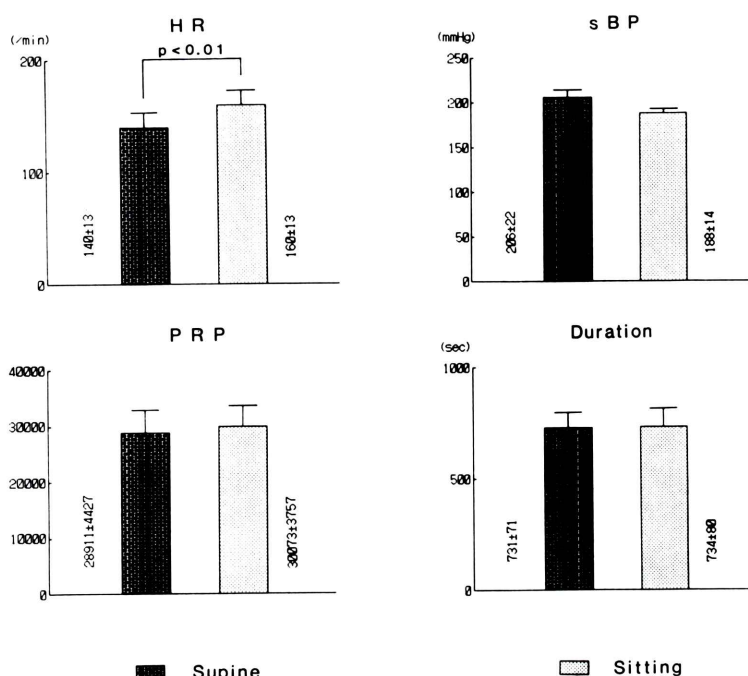 HR
(/min)
p<0.01
200
100
0
140±13
160±13
sBP
(mmHg)
250
200
150
100
50
0
206±22
188±14
PRP
40000
30000
20000
10000
0
28911±4427
30073±3757
Duration
(sec)
1000
500
0
731±71
734±80
Supine
Sitting